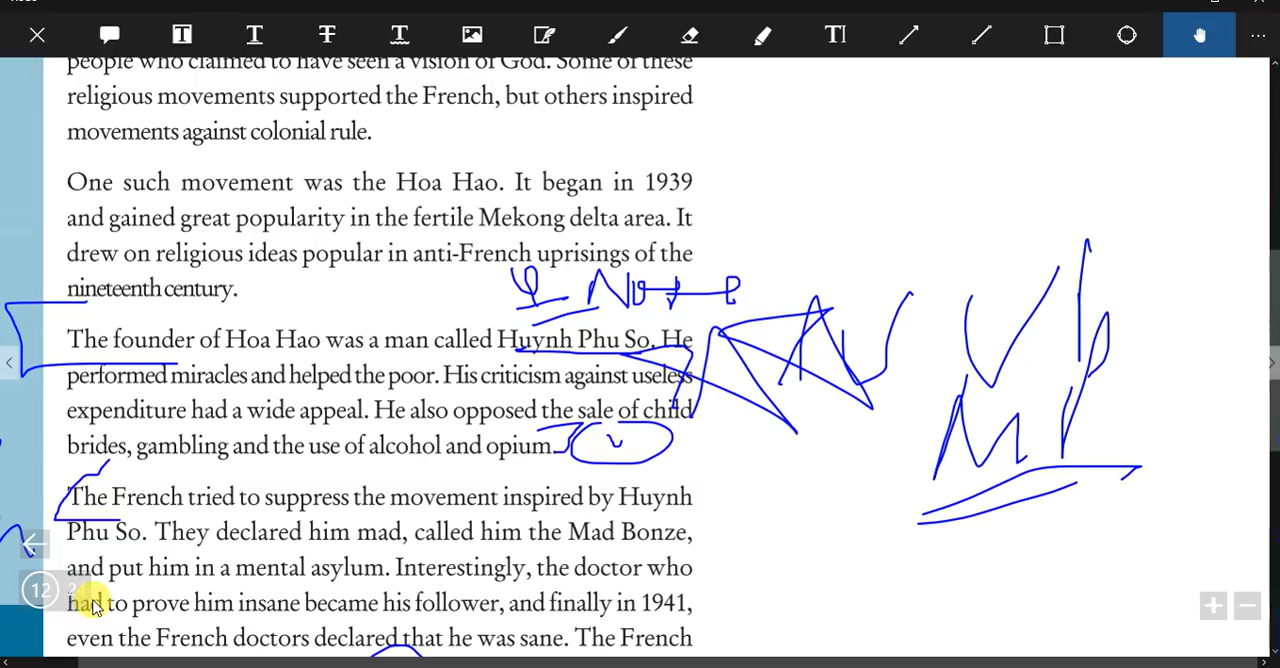 people who claimed to have seen a vision of God. Some of these
religious movements supported the French, but others inspired
movements against colonial rule.
One such movement was the Hoa Hao. It began in 1939
and gained great popularity in the fertile Mekong delta area. It
drew on religious ideas popular in anti-French uprisings of the
nineteenth century.
Note
The founder of Hoa Hao was a man called Huynh Phu So. He
performed miracles and helped the poor. His criticism against useless
expenditure had a wide appeal. He also opposed the sale of child
brides, gambling and the use of alcohol and opium.
The French tried to suppress the movement inspired by Huynh
Phu So. They declared him mad, called him the Mad Bonze,
and put him in a mental asylum. Interestingly, the doctor who
had to prove him insane became his follower, and finally in 1941,
even the French doctors declared that he was sane. The French
12